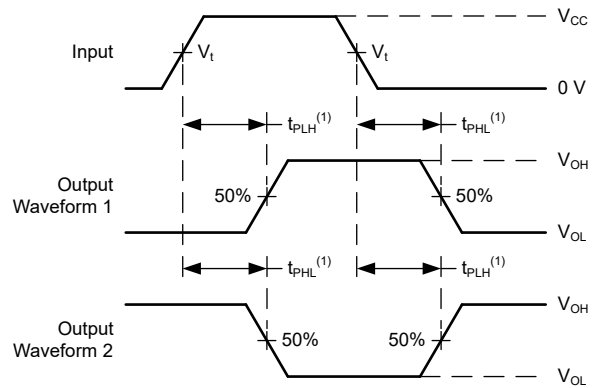 V_CC
Input
V_t
V_t
0 V
t_PLH^(1)
t_PHL^(1)
V_OH
Output
Waveform 1
50%
50%
V_OL
t_PHL^(1)
t_PLH^(1)
V_OH
Output
Waveform 2
50%
50%
V_OL